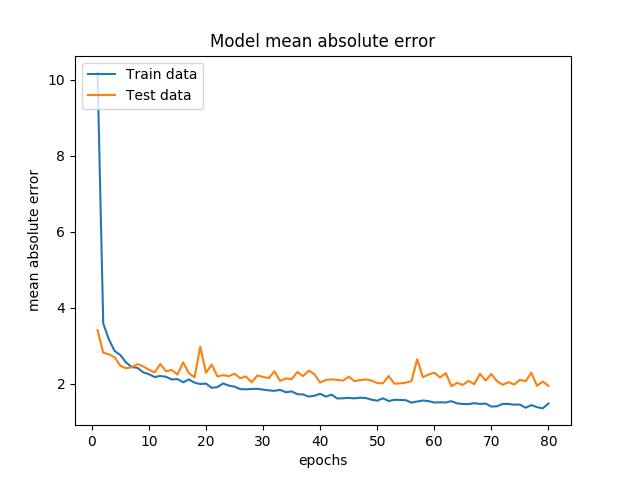 Model mean absolute error
Train data
Test data
mean absolute error
10
8
6
4
2
0 10 20 30 40 50 60 70 80
epochs